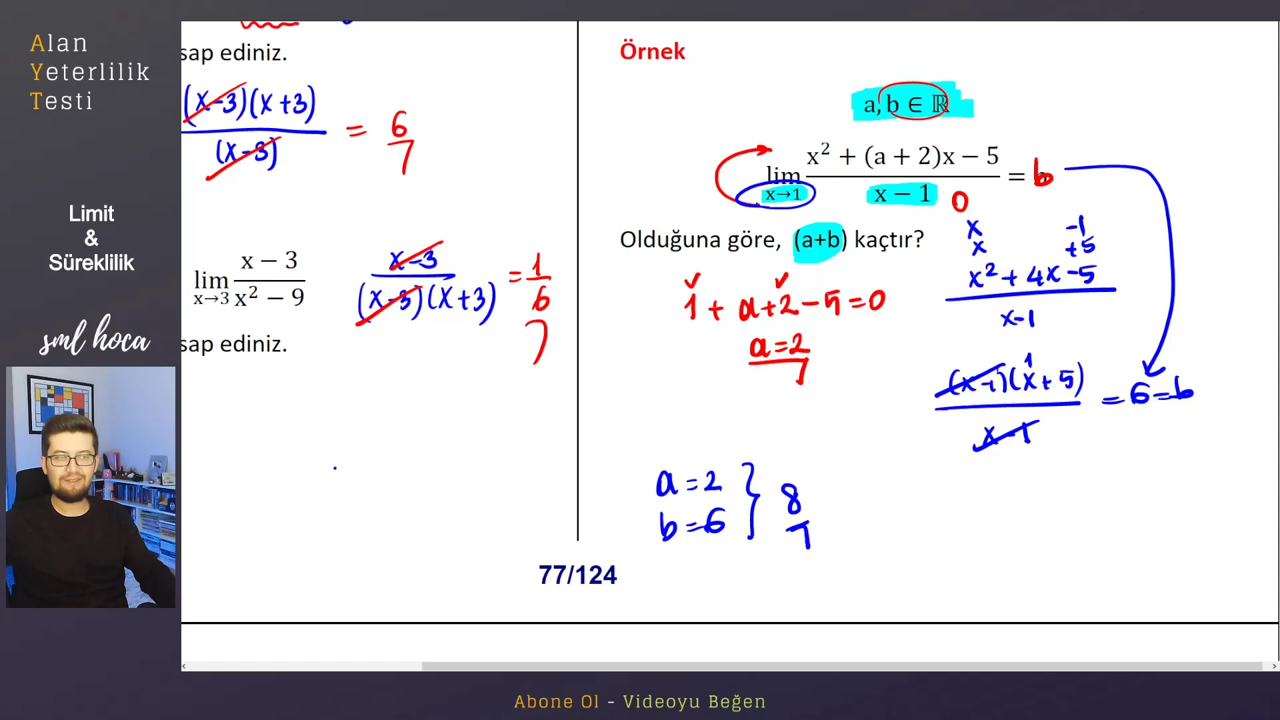 Alan
Yeterlilik
Testi
Limit
&
Süreklilik
sml hoca
sap ediniz.
(x-3)(x+3)
(x-3)
= 6
lim x→3 x − 3 / x² − 9
x-3
(x-3)(x+3)
= 1
6
sap ediniz.
Örnek
a, b ∈ ℝ
lim x→1 x² + (a + 2)x − 5 / x − 1 = b
0
Olduğuna göre, (a+b) kaçtır?
1 + a+2-5=0
a=2
x -1
x +5
x²+4x-5
x-1
1
(x-1)(x+5)
x-1
= 6=b
a=2
b=6
8
77/124
Abone Ol - Videoyu Beğen